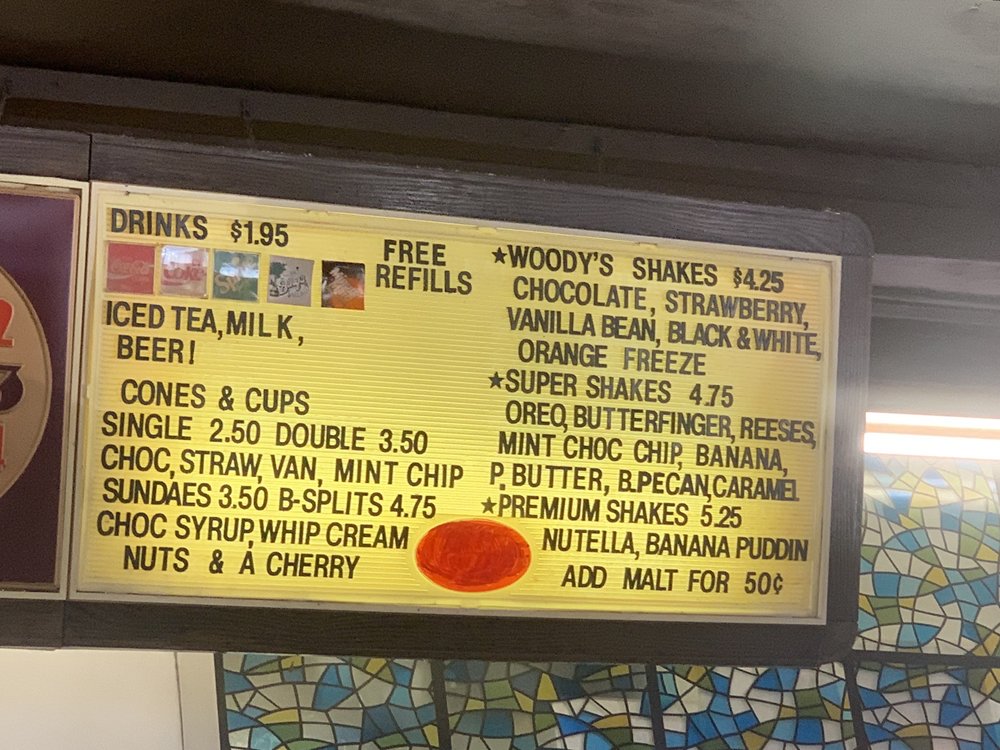 DRINKS $1.95
FREE
REFILLS
ICED TEA, MILK,
BEER!
CONES & CUPS
SINGLE 2.50 DOUBLE 3.50
CHOC, STRAW, VAN, MINT CHIP
SUNDAES 3.50 B-SPLITS 4.75
CHOC SYRUP, WHIP CREAM
NUTS & A CHERRY
★WOODY'S SHAKES $4.25
CHOCOLATE, STRAWBERRY,
VANILLA BEAN, BLACK & WHITE,
ORANGE FREEZE
★SUPER SHAKES 4.75
OREO, BUTTERFINGER, REESES,
MINT CHOC CHIP, BANANA,
P. BUTTER, B.PECAN, CARAMEL
★PREMIUM SHAKES 5.25
NUTELLA, BANANA PUDDIN
ADD MALT FOR 50¢